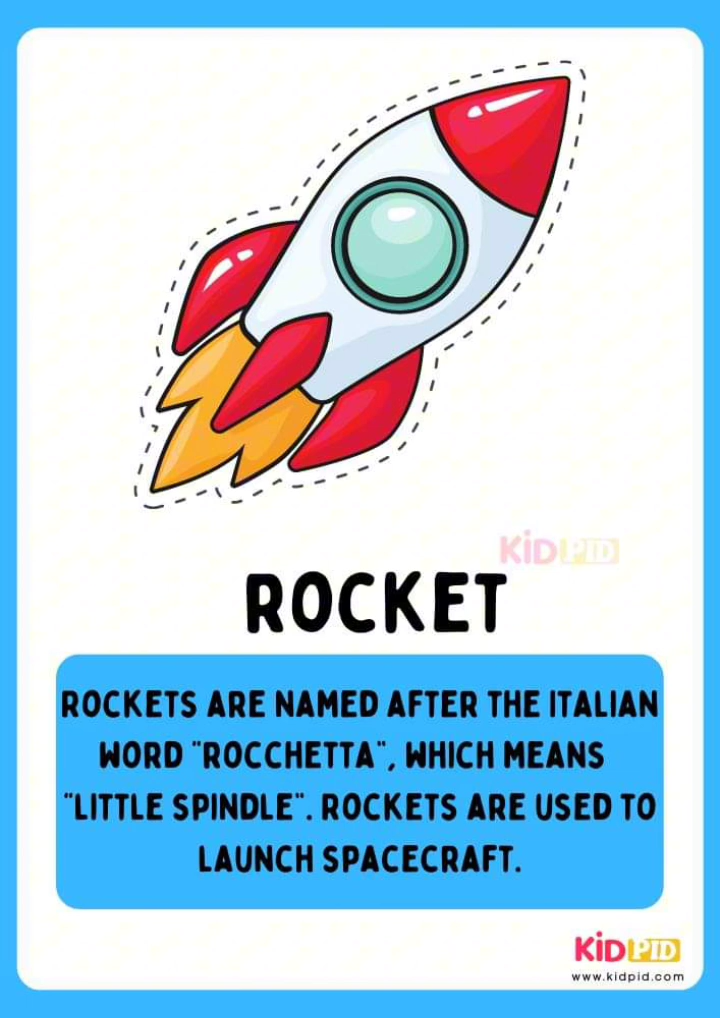 KiDPID
ROCKET
ROCKETS ARE NAMED AFTER THE ITALIAN
WORD "ROCCHETTA", WHICH MEANS
"LITTLE SPINDLE". ROCKETS ARE USED TO
LAUNCH SPACECRAFT.
KiDPID
www.kidpid.com